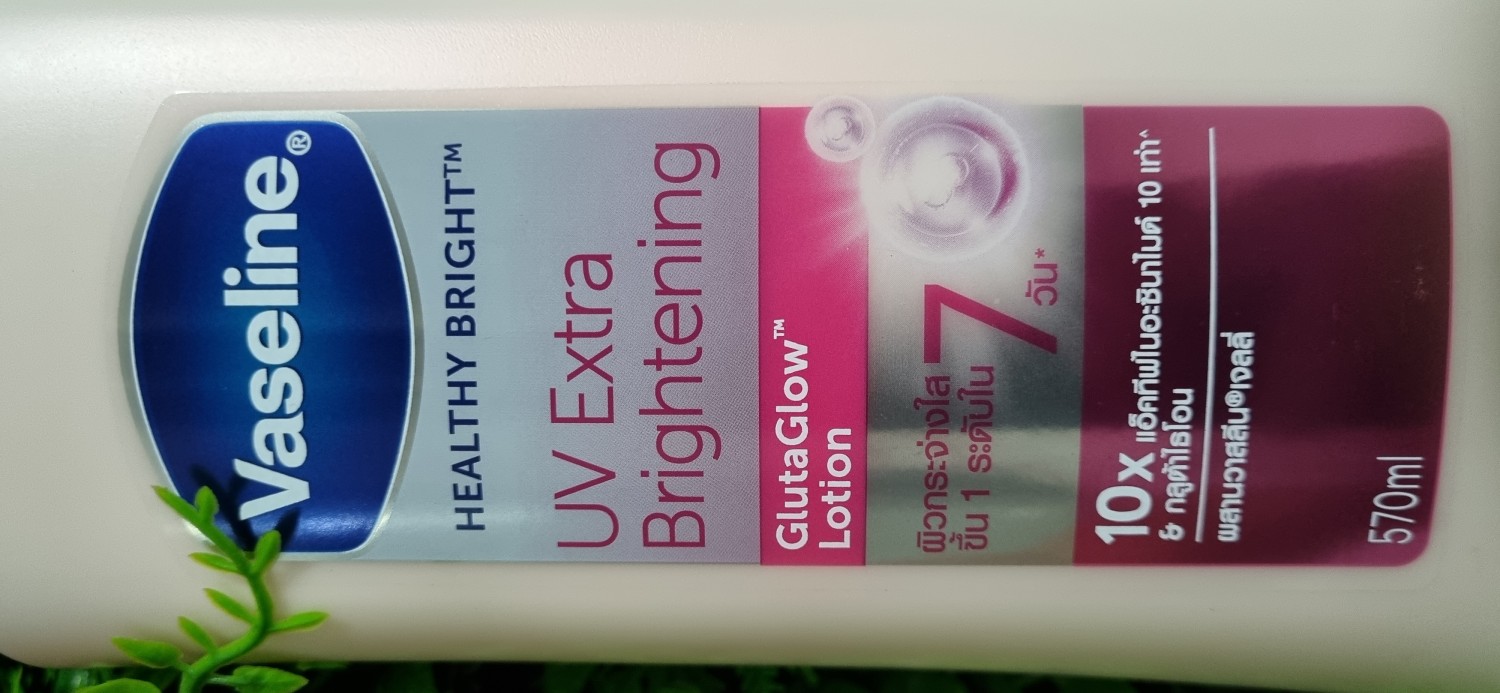 Vaseline®
HEALTHY BRIGHT™
UV Extra
Brightening
GlutaGlow™
Lotion
ผิวกระจ่างใส
ขึ้น 1 ระดับใน 7 วัน*
10x แอ็คทีฟไนอะซินาไมด์ 10 เท่า^
& กลูต้าไธโอน
ผสานวาสลีน®เจลลี่
570ml